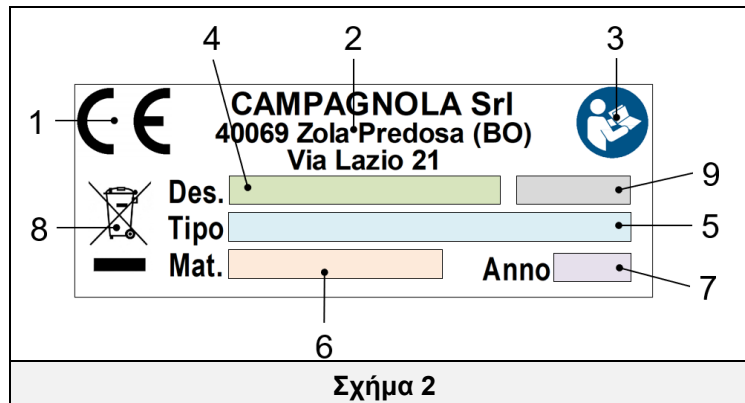 4 2 3
CE
CAMPAGNOLA Srl
1
40069 Zola Predosa (BO)
Via Lazio 21
Des.
9
8
Tipo
5
Mat.
Anno
7
6
Σχήμα 2